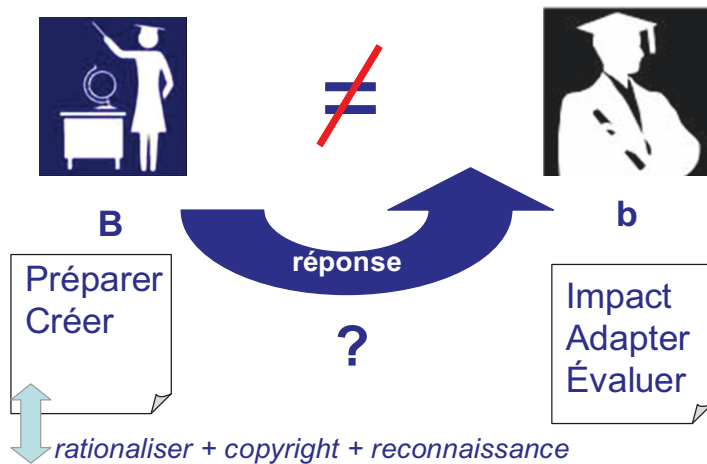 ≠
B
b
réponse
Préparer
Créer
?
Impact
Adapter
Évaluer
rationaliser + copyright + reconnaissance